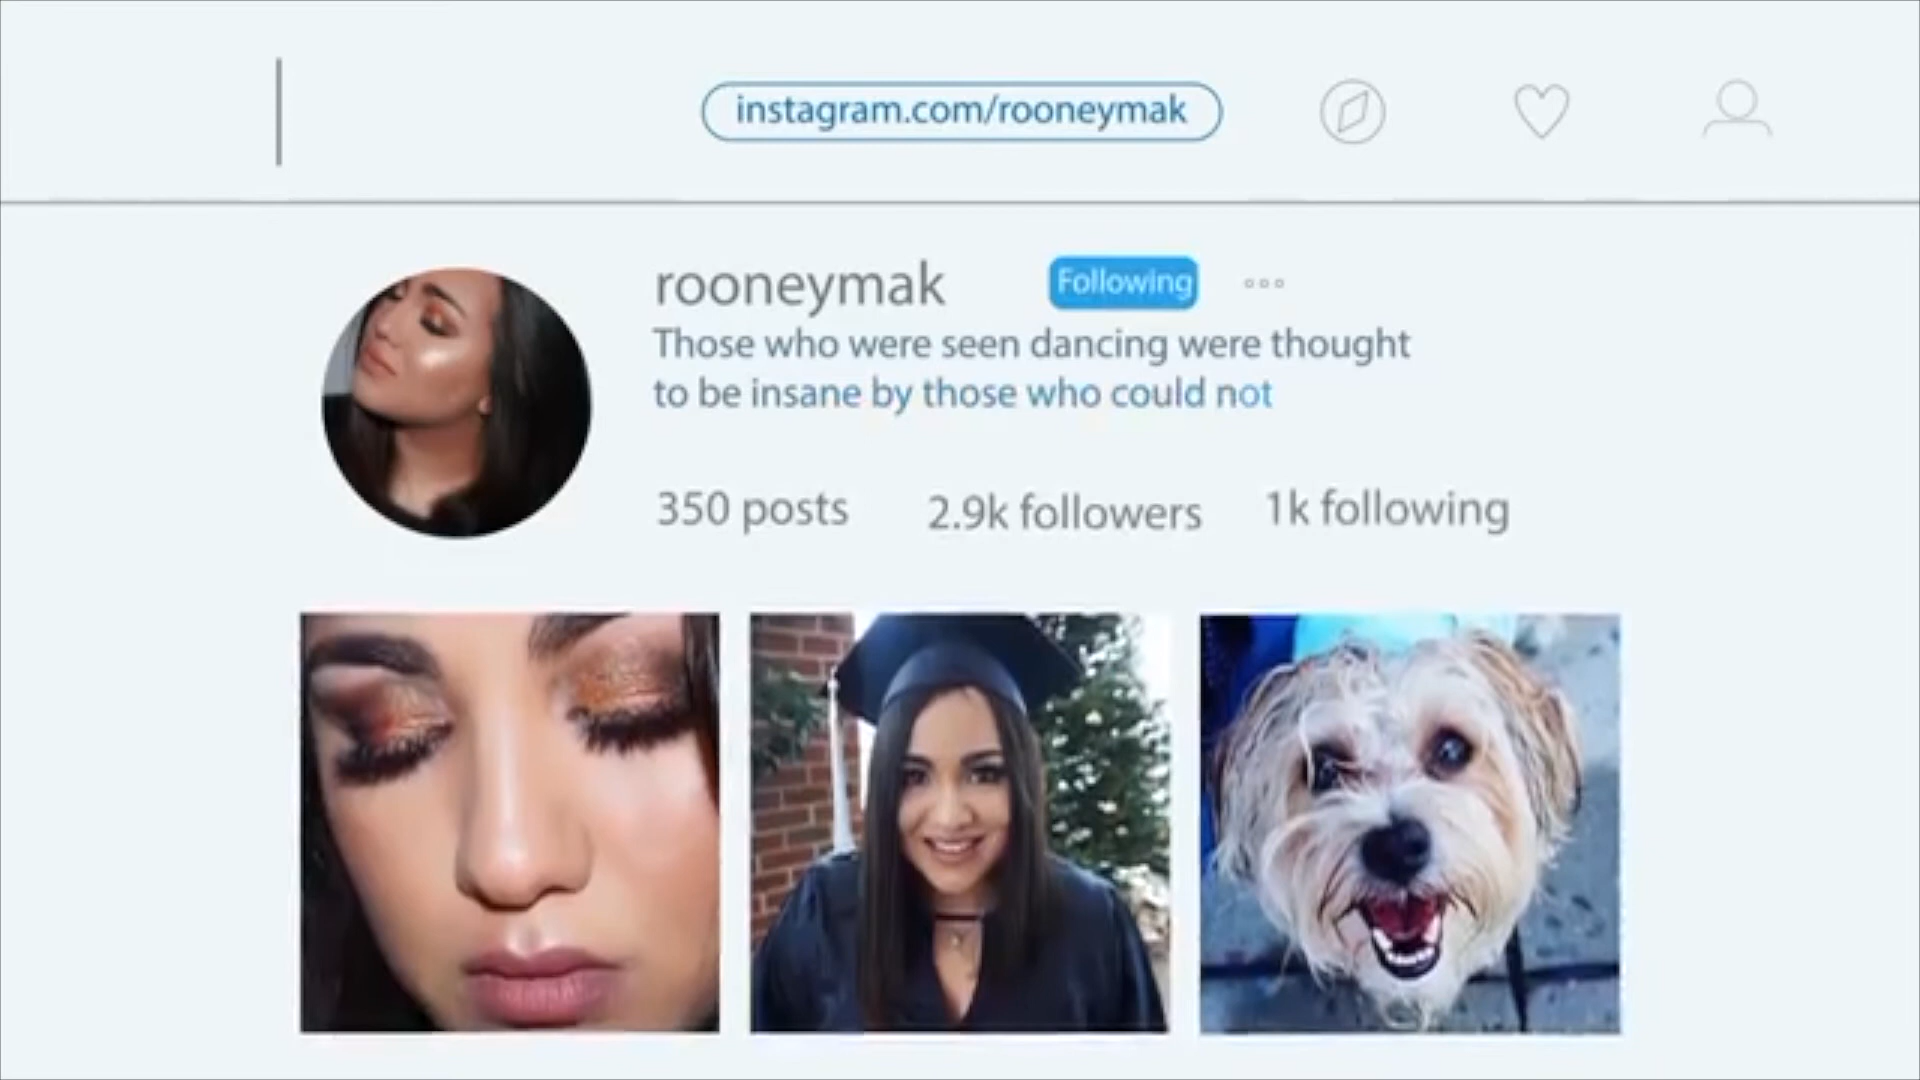 instagram.com/rooneymak
rooneymak
Following
Those who were seen dancing were thought
to be insane by those who could not
350 posts
2.9k followers
1k following